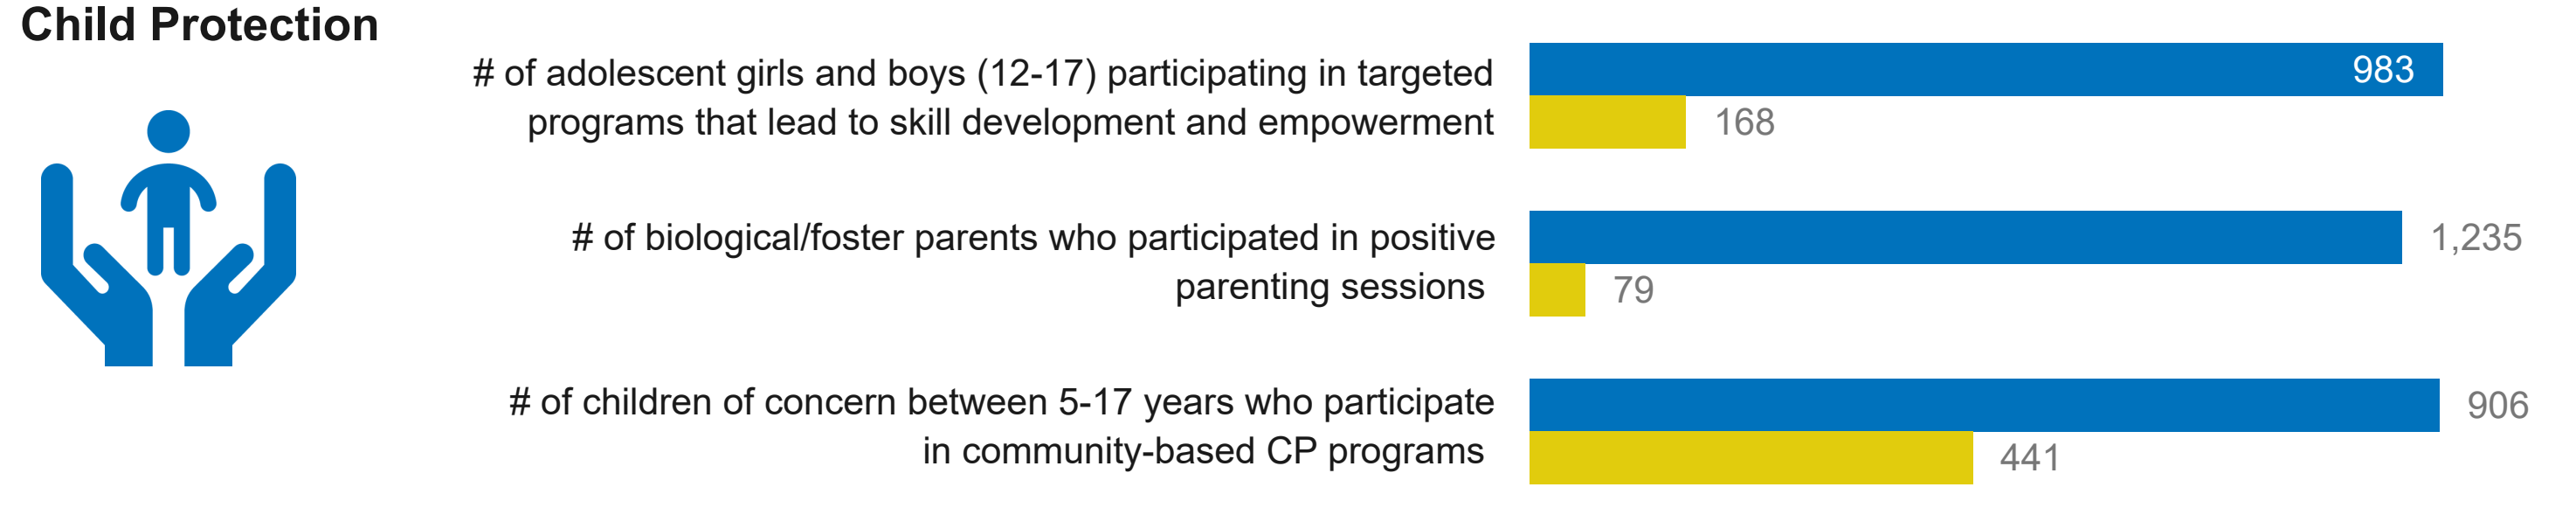 Child Protection
# of adolescent girls and boys (12-17) participating in targeted
programs that lead to skill development and empowerment
983
168
# of biological/foster parents who participated in positive
parenting sessions
1,235
79
# of children of concern between 5-17 years who participate
in community-based CP programs
906
441